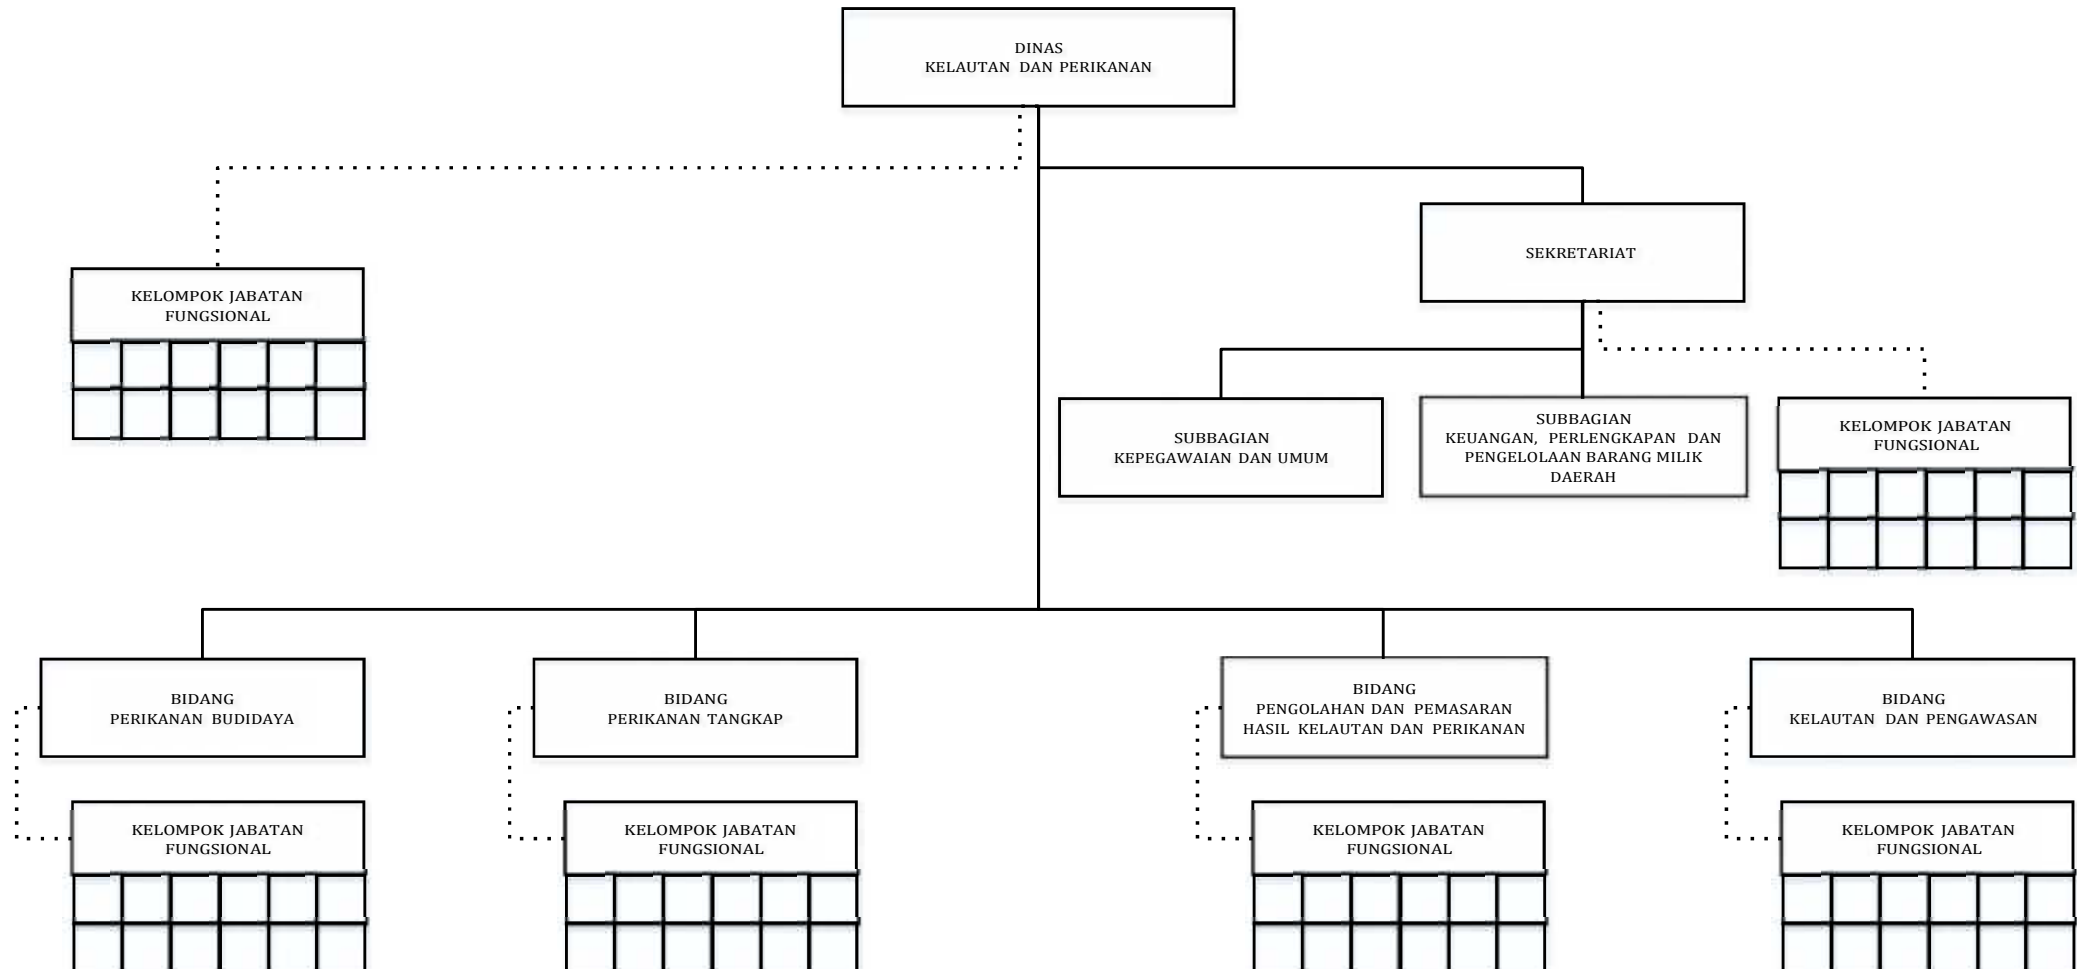 DINAS
KELAUTAN DAN PERIKANAN
SEKRETARIAT
KELOMPOK JABATAN
FUNGSIONAL
SUBBAGIAN
KEPEGAWAIAN DAN UMUM
SUBBAGIAN
KEUANGAN, PERLENGKAPAN DAN
PENGELOLAAN BARANG MILIK
DAERAH
KELOMPOK JABATAN
FUNGSIONAL
BIDANG
PERIKANAN BUDIDAYA
BIDANG
PERIKANAN TANGKAP
BIDANG
PENGOLAHAN DAN PEMASARAN
HASIL KELAUTAN DAN PERIKANAN
BIDANG
KELAUTAN DAN PENGAWASAN
KELOMPOK JABATAN
FUNGSIONAL
KELOMPOK JABATAN
FUNGSIONAL
KELOMPOK JABATAN
FUNGSIONAL
KELOMPOK JABATAN
FUNGSIONAL